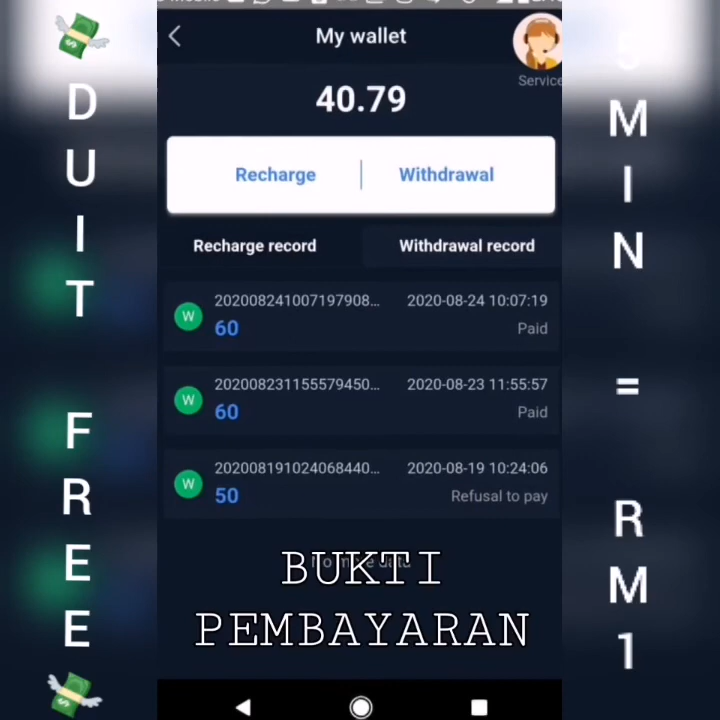 DUIT FREE
My wallet
Service
40.79
Recharge
Withdrawal
Recharge record
Withdrawal record
202008241007197908...
2020-08-24 10:07:19
60
Paid
202008231155579450...
2020-08-23 11:55:57
60
Paid
202008191024068440...
2020-08-19 10:24:06
50
Refusal to pay
BUKTI
PEMBAYARAN
5 MIN = RM1